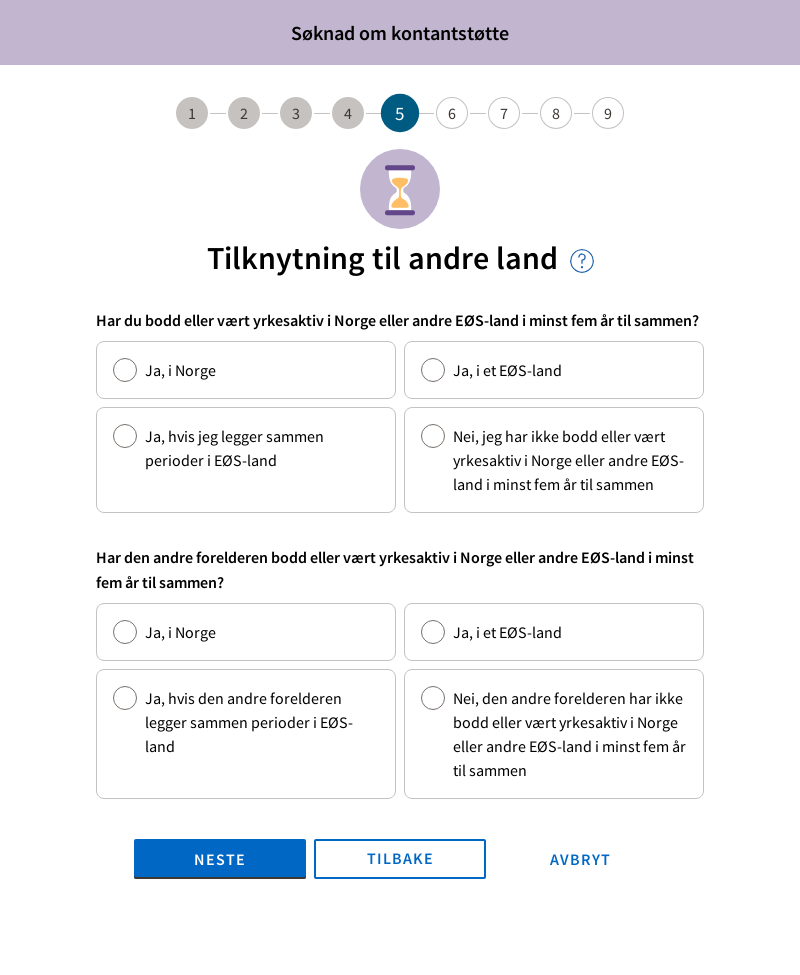 Søknad om kontantstøtte
1 2 3 4 5 6 7 8 9
Tilknytning til andre land ?
Har du bodd eller vært yrkesaktiv i Norge eller andre EØS-land i minst fem år til sammen?
Ja, i Norge
Ja, i et EØS-land
Ja, hvis jeg legger sammen
perioder i EØS-land
Nei, jeg har ikke bodd eller vært
yrkesaktiv i Norge eller andre EØS-
land i minst fem år til sammen
Har den andre forelderen bodd eller vært yrkesaktiv i Norge eller andre EØS-land i minst
fem år til sammen?
Ja, i Norge
Ja, i et EØS-land
Ja, hvis den andre forelderen
legger sammen perioder i EØS-
land
Nei, den andre forelderen har ikke
bodd eller vært yrkesaktiv i Norge
eller andre EØS-land i minst fem år
til sammen
NESTE
TILBAKE
AVBRYT